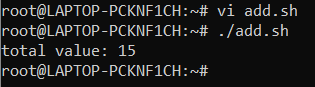 root@LAPTOP-PCKNF1CH:~# vi add.sh
root@LAPTOP-PCKNF1CH:~# ./add.sh
total value: 15
root@LAPTOP-PCKNF1CH:~#